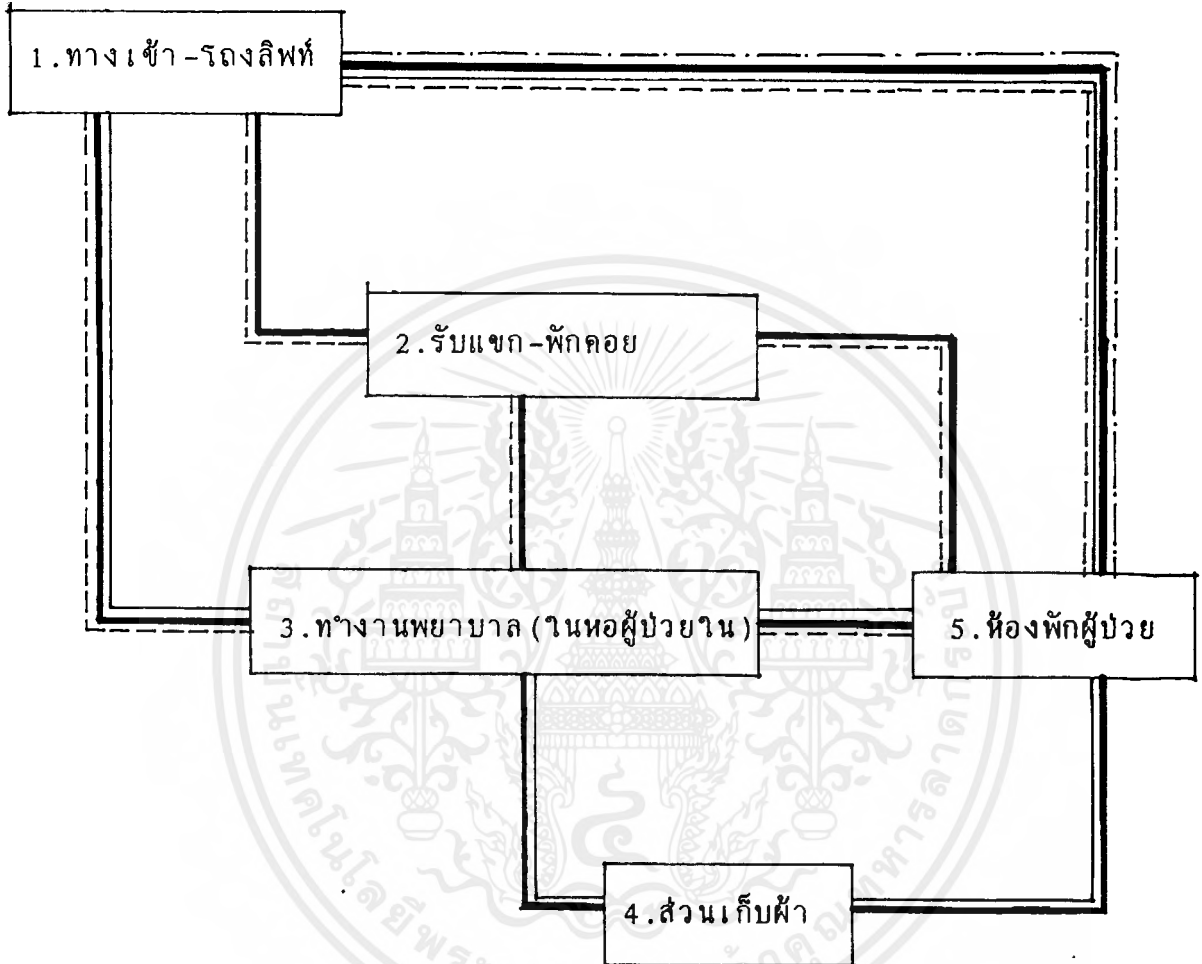 1.ทางเข้า-โถงลิฟท์
2.รับแขก-พักคอย
3.ทำงานพยาบาล(ในหอผู้ป่วยใน)
5.ห้องพักผู้ป่วย
4.ส่วนเก็บผ้า